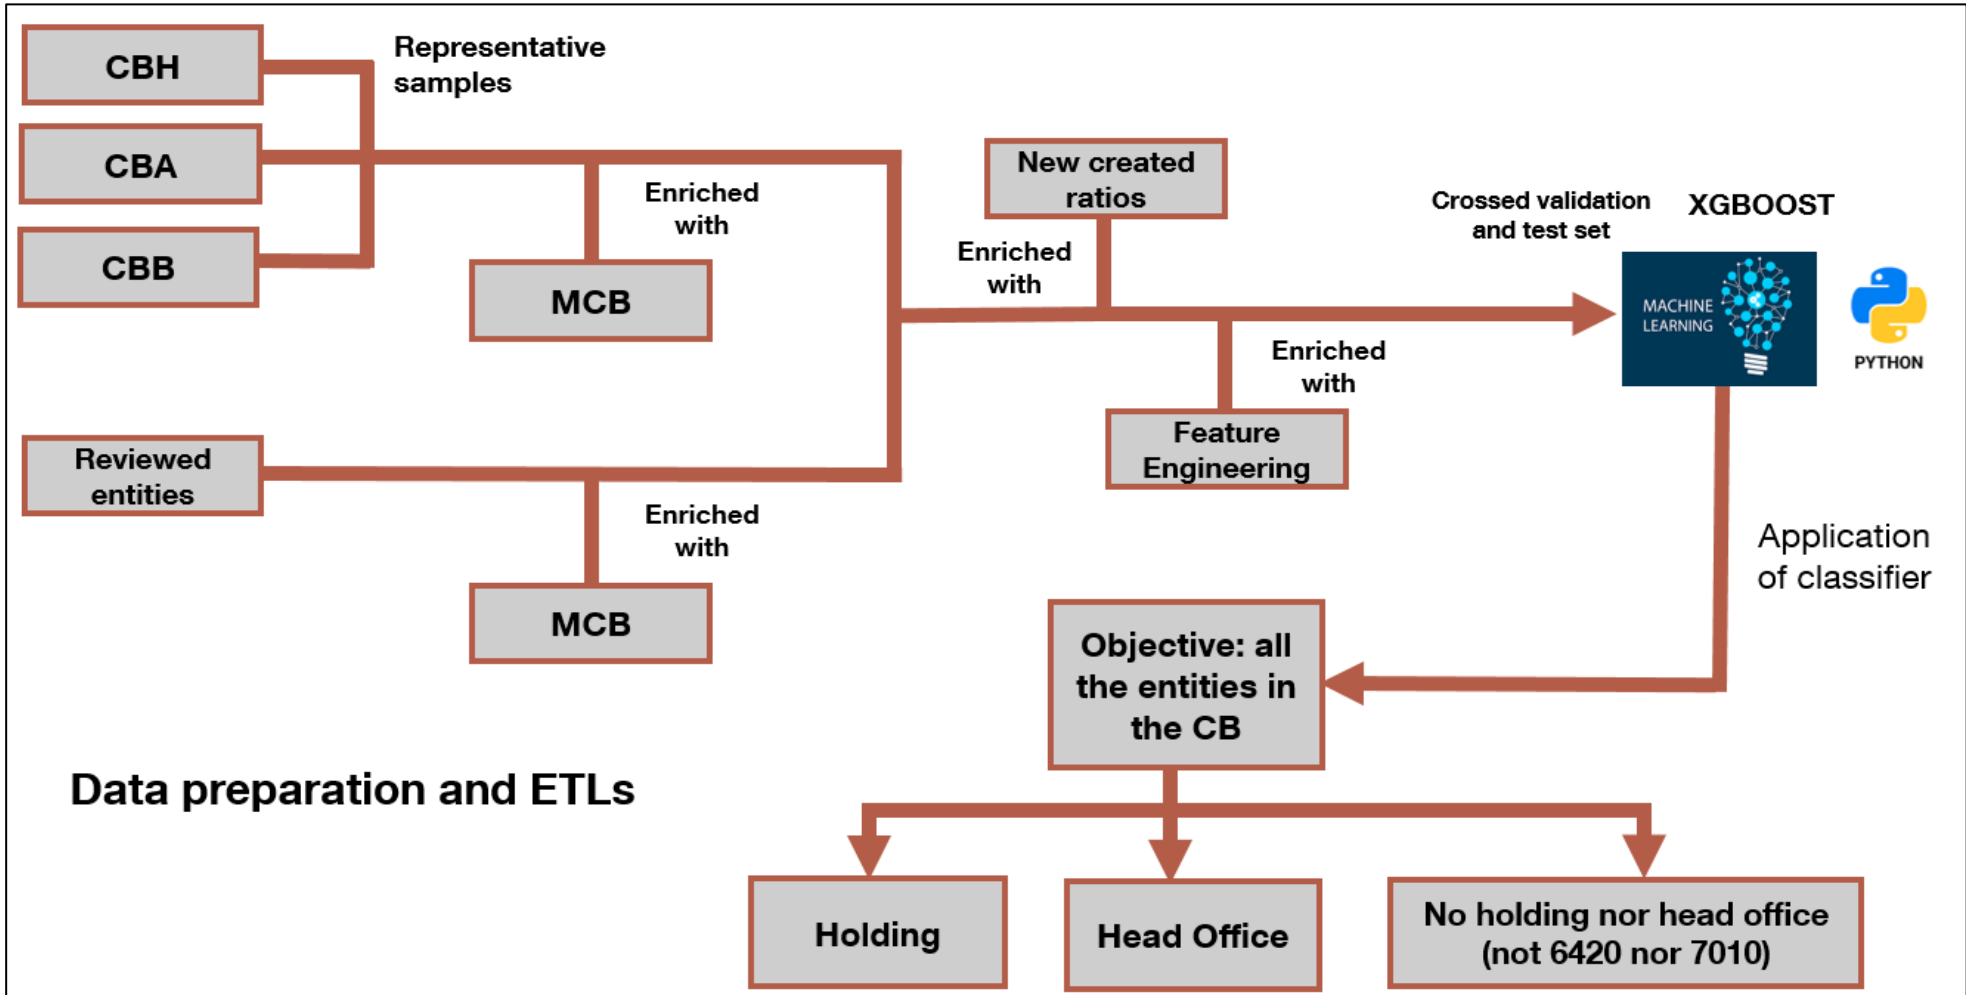 CBH
Representative
samples
CBA
CBB
Enriched
with
MCB
New created
ratios
Enriched
with
Crossed validation
and test set
XGBOOST
MACHINE
LEARNING
PYTHON
Enriched
with
Feature
Engineering
Reviewed
entities
Enriched
with
MCB
Application
of classifier
Objective: all
the entities in
the CB
Data preparation and ETLs
Holding
Head Office
No holding nor head office
(not 6420 nor 7010)